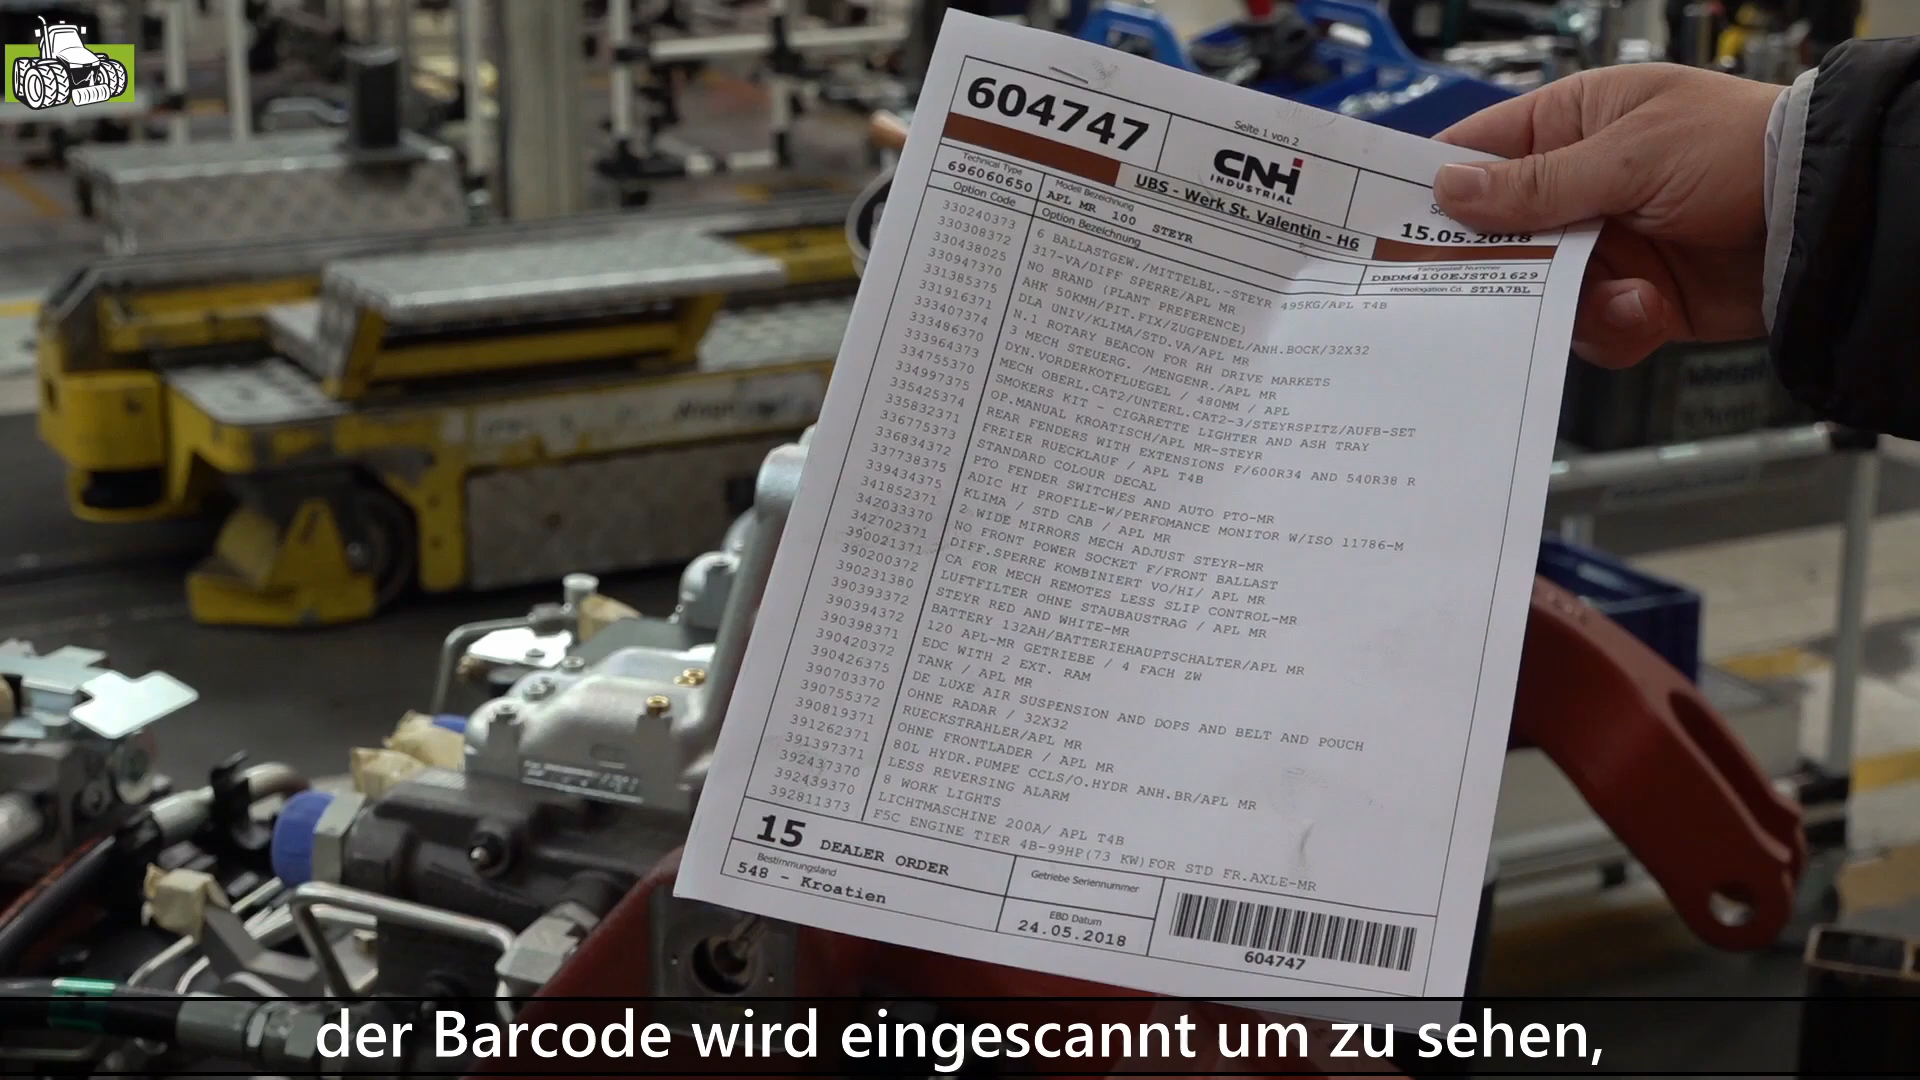 604747
Seite 1 von 2
CNH
INDUSTRIAL
UBS - Werk St. Valentin - H6
15.05.2018
Technical Type
696060650
Modell Bezeichnung
APL MR 100 STEYR
Fahrgestell Nummer
DBDM4100EJST01629
Homologation Cd. ST1A7BL
Option Code
Option Bezeichnung
330240373 6 BALLASTGEW./MITTELBL.-STEYR 495KG/APL T4B
330308372 317-VA/DIFF SPERRE/APL MR
330438025 NO BRAND (PLANT PREFERENCE)
330947370 AHK 50KMH/PIT.FIX/ZUGPENDEL/ANH.BOCK/32X32
331385375 DLA UNIV/KLIMA/STD.VA/APL MR
331916371 N.1 ROTARY BEACON FOR RH DRIVE MARKETS
333407374 3 MECH STEUERG. /MENGENR./APL MR
333486370 DYN.VORDERKOTFLUEGEL / 480MM / APL
333964373 MECH OBERL.CAT2/UNTERL.CAT2-3/STEYRSPITZ/AUFB-SET
334755370 SMOKERS KIT - CIGARETTE LIGHTER AND ASH TRAY
334997375 OP.MANUAL KROATISCH/APL MR-STEYR
335425374 REAR FENDERS WITH EXTENSIONS F/600R34 AND 540R38 R
335832371 FREIER RUECKLAUF / APL T4B
336775373 STANDARD COLOUR DECAL
336834372 PTO FENDER SWITCHES AND AUTO PTO-MR
337738375 ADIC HI PROFILE-W/PERFOMANCE MONITOR W/ISO 11786-M
339434375 KLIMA / STD CAB / APL MR
341852371 2 WIDE MIRRORS MECH ADJUST STEYR-MR
342033370 NO FRONT POWER SOCKET F/FRONT BALLAST
342702371 DIFF.SPERRE KOMBINIERT VO/HI/ APL MR
390021371 CA FOR MECH REMOTES LESS SLIP CONTROL-MR
390200372 LUFTFILTER OHNE STAUBAUSTRAG / APL MR
390231380 STEYR RED AND WHITE-MR
390393372 BATTERY 132AH/BATTERIEHAUPTSCHALTER/APL MR
390394372 120 APL-MR GETRIEBE / 4 FACH ZW
390398371 EDC WITH 2 EXT. RAM
390420372 TANK / APL MR
390426375 DE LUXE AIR SUSPENSION AND DOPS AND BELT AND POUCH
390703370 OHNE RADAR / 32X32
390755372 RUECKSTRAHLER/APL MR
390819371 OHNE FRONTLADER / APL MR
391262371 80L HYDR.PUMPE CCLS/O.HYDR ANH.BR/APL MR
391397371 LESS REVERSING ALARM
392437370 8 WORK LIGHTS
392439370 LICHTMASCHINE 200A/ APL T4B
392811373 F5C ENGINE TIER 4B-99HP(73 KW)FOR STD FR.AXLE-MR
15 DEALER ORDER
Bestimmungsland
548 - Kroatien
Getriebe Seriennummer
EBD Datum
24.05.2018
604747
der Barcode wird eingescannt um zu sehen,